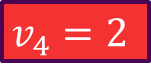 v₄ = 2